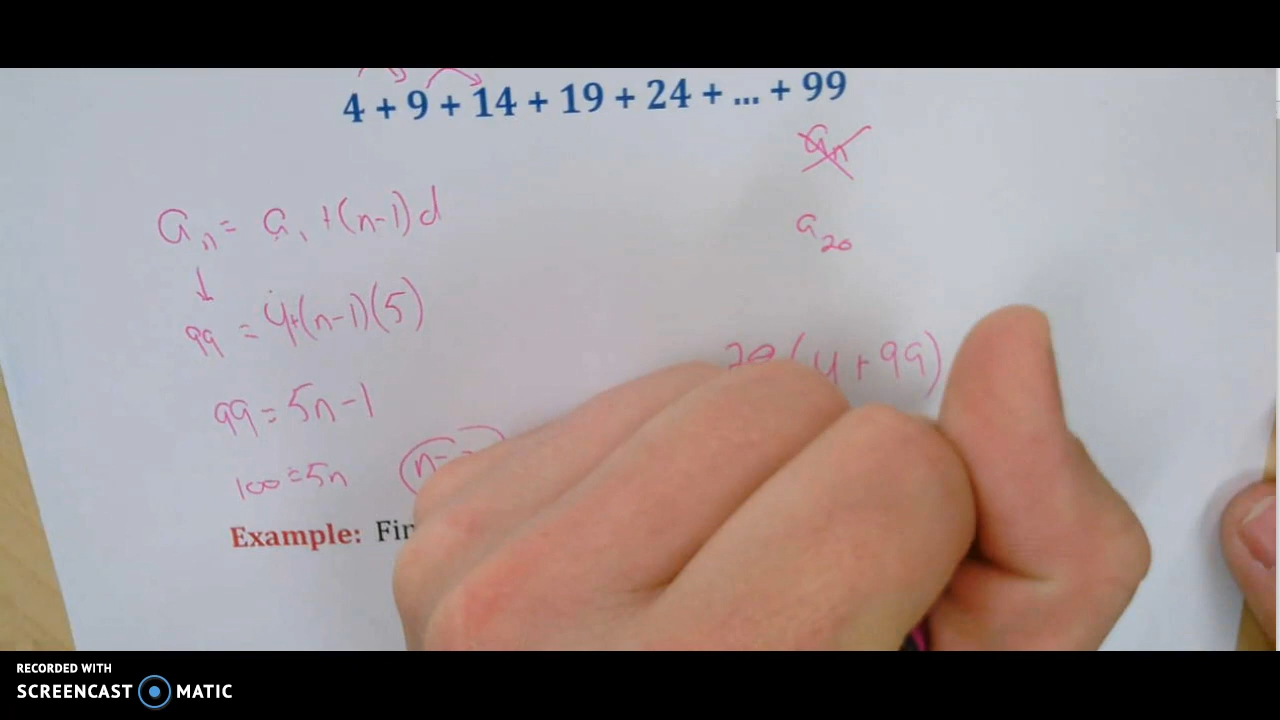 4 + 9 + 14 + 19 + 24 + ... + 99
aₙ
aₙ = a₁ + (n-1)d
a₂₀
99 = 4+(n-1)(5)
20 (4 + 99)
99 = 5n-1
100 = 5n
n=
Example:
RECORDED WITH
SCREENCAST MATIC